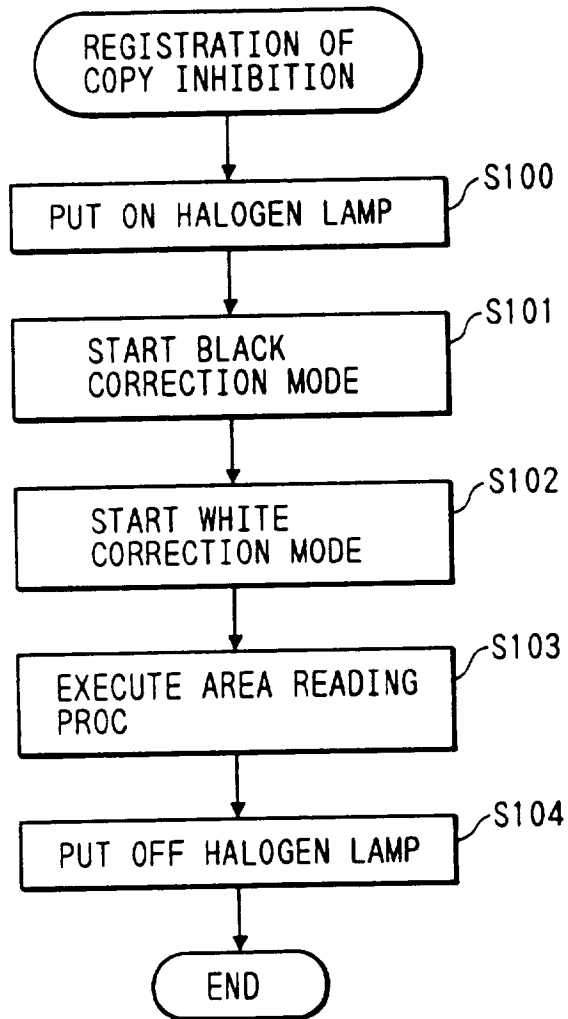 REGISTRATION OF
COPY INHIBITION
S100
PUT ON HALOGEN LAMP
S101
START BLACK
CORRECTION MODE
S102
START WHITE
CORRECTION MODE
S103
EXECUTE AREA READING
PROC
S104
PUT OFF HALOGEN LAMP
END